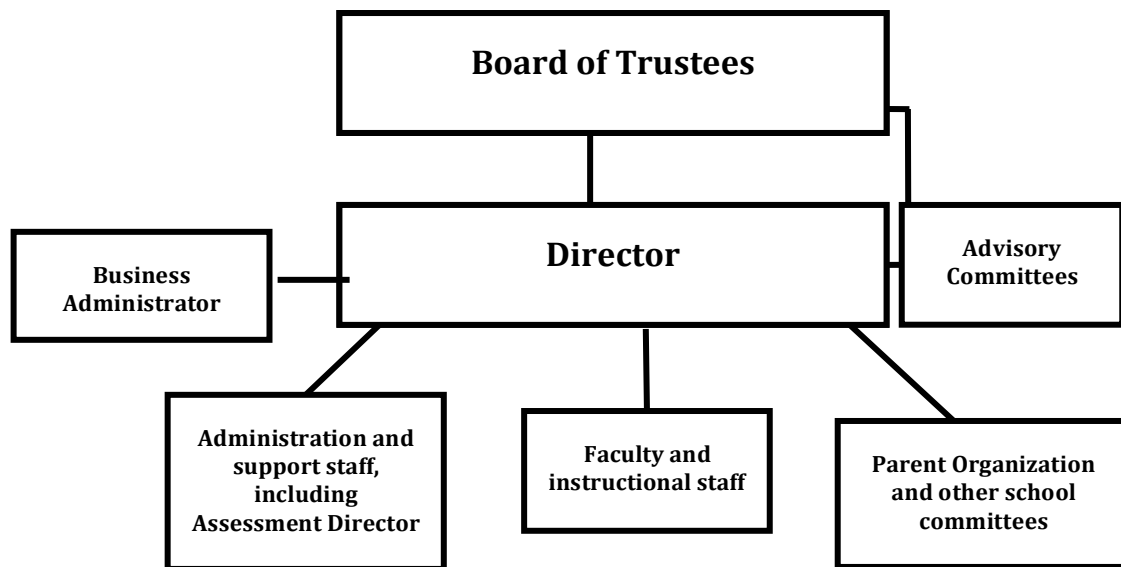 Board of Trustees
Director
Business
Administrator
Advisory
Committees
Administration and
support staff,
including
Assessment Director
Faculty and
instructional staff
Parent Organization
and other school
committees